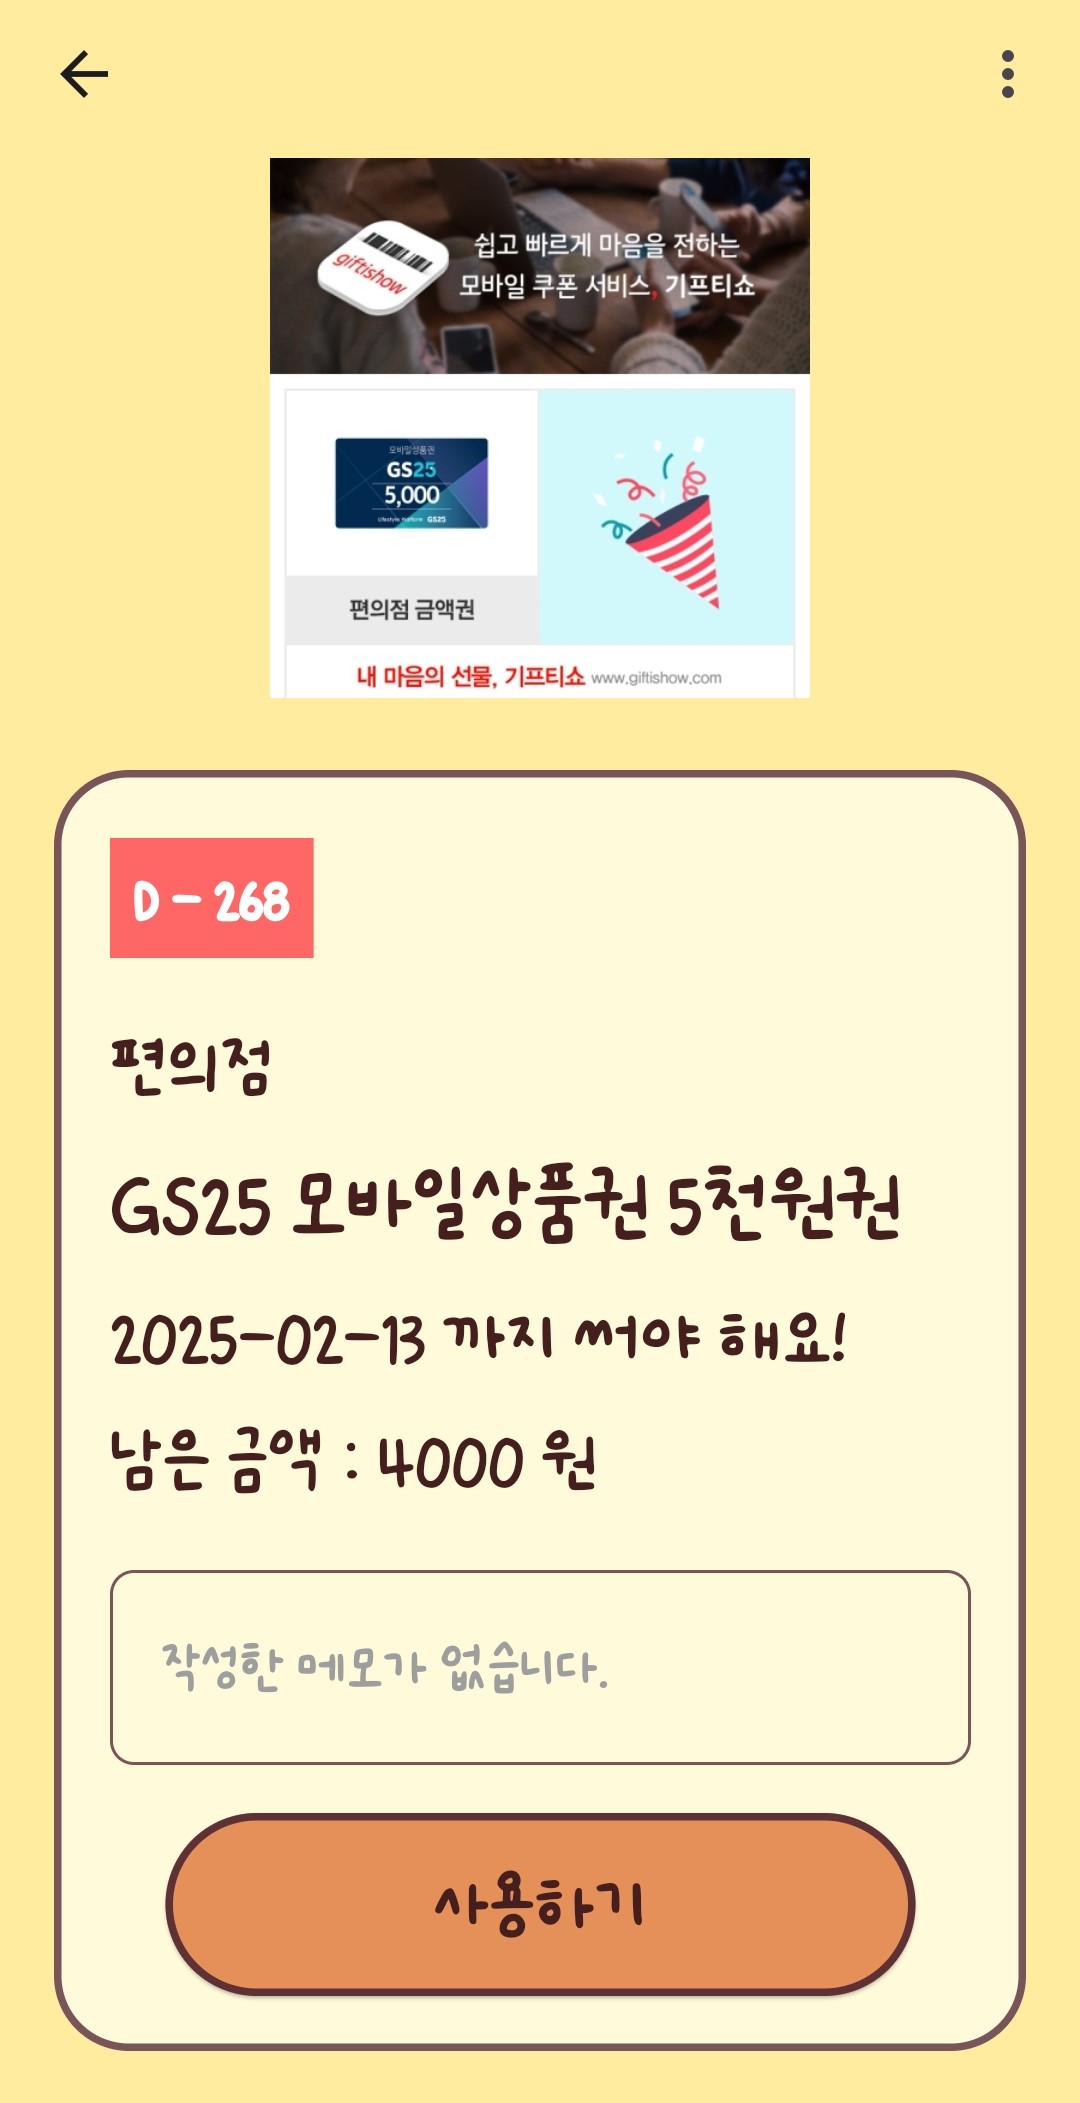 giftishow
쉽고 빠르게 마음을 전하는
모바일 쿠폰 서비스, 기프티쇼
모바일상품권
GS25
5,000
Lifestyle Platform GS25
편의점 금액권
내 마음의 선물, 기프티쇼 www.giftishow.com
D - 268
편의점
GS25 모바일상품권 5천원권
2025-02-13 까지 써야 해요!
남은 금액 : 4000 원
작성한 메모가 없습니다.
사용하기